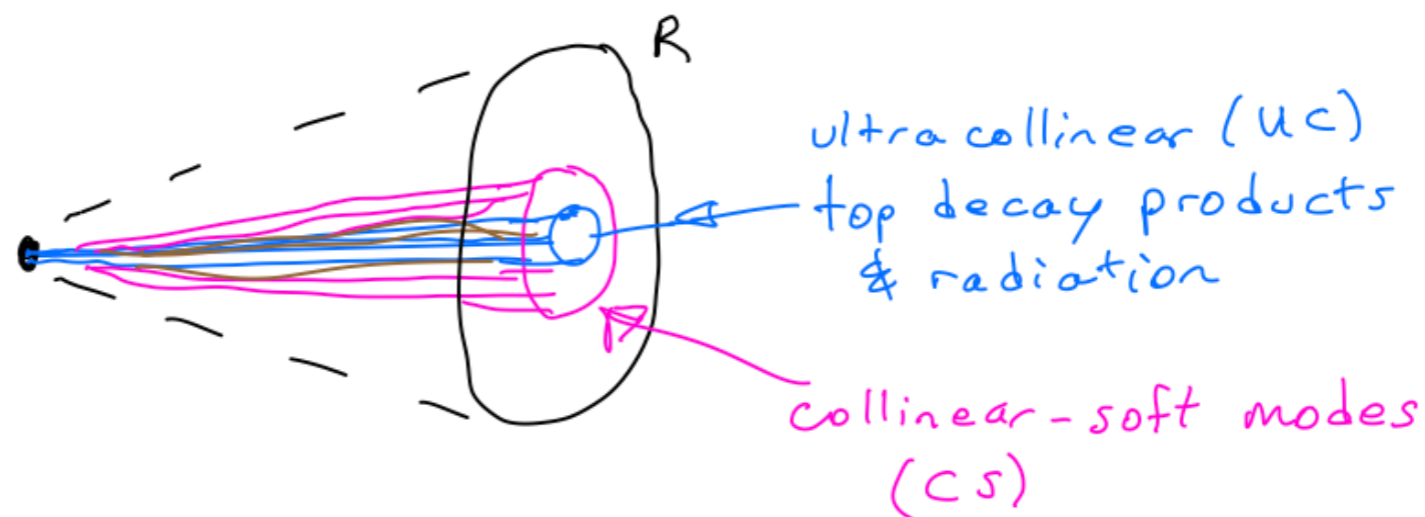 R
ultra collinear (uc)
top decay products
& radiation
collinear-soft modes
(cs)